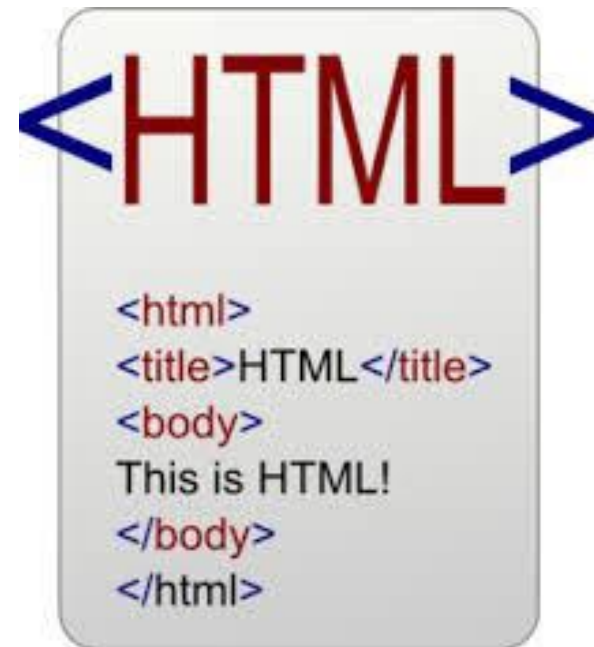 <HTML>
<html>
<title>HTML</title>
<body>
This is HTML!
</body>
</html>